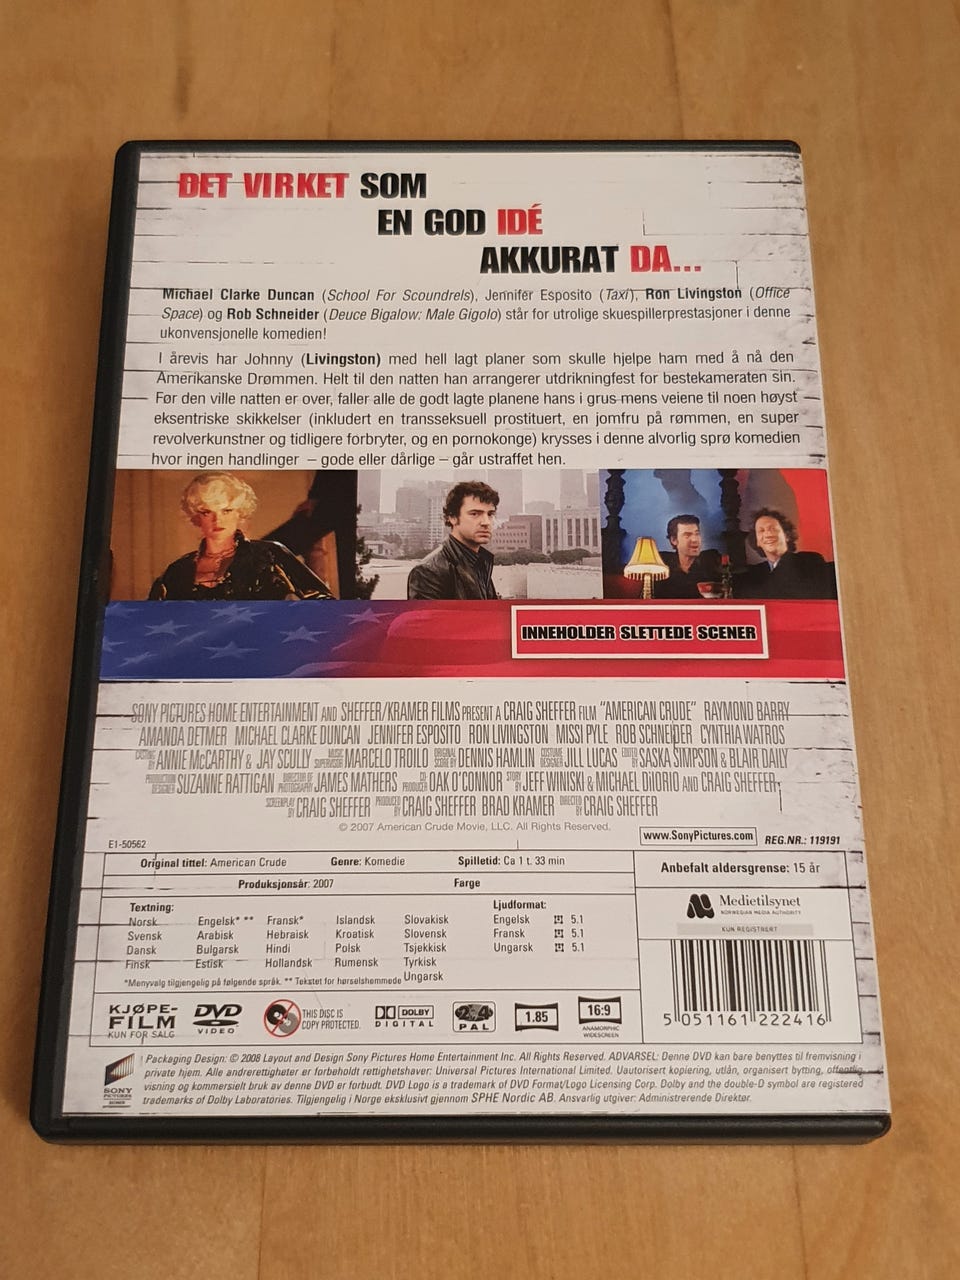 DET VIRKET SOM
EN GOD IDÉ
AKKURAT DA...
Michael Clarke Duncan (School For Scoundrels), Jennifer Esposito (Taxi), Ron Livingston (Office
Space) og Rob Schneider (Deuce Bigalow: Male Gigolo) står for utrolige skuespillerprestasjoner i denne
ukonvensjonelle komedien!
I årevis har Johnny (Livingston) med hell lagt planer som skulle hjelpe ham med å nå den
Amerikanske Drømmen. Helt til den natten han arrangerer utdrikningfest for bestekameraten sin.
Før den ville natten er over, faller alle de godt lagte planene hans i grus mens veiene til noen høyst
eksentriske skikkelser (inkludert en transseksuell prostituert, en jomfru på rømmen, en super
revolverkunstner og tidligere forbryter, og en pornokonge) krysses i denne alvorlig sprø komedien
hvor ingen handlinger – gode eller dårlige – går ustraffet hen.
INNEHOLDER SLETTEDE SCENER
SONY PICTURES HOME ENTERTAINMENT AND SHEFFER/KRAMER FILMS PRESENT A CRAIG SHEFFER FILM "AMERICAN CRUDE" RAYMOND BARRY
AMANDA DETMER MICHAEL CLARKE DUNCAN JENNIFER ESPOSITO RON LIVINGSTON MISSI PYLE ROB SCHNEIDER CYNTHIA WATROS
CASTING BY ANNIE McCARTHY & JAY SCULLY MUSIC SUPERVISOR MARCELO TROILO ORIGINAL SCORE BY DENNIS HAMLIN COSTUME DESIGNER JILL LUCAS EDITED BY SASKA SIMPSON & BLAIR DAILY
PRODUCTION DESIGNER SUZANNE RATTIGAN DIRECTOR OF PHOTOGRAPHY JAMES MATHERS CO-PRODUCER OAK O'CONNOR STORY BY JEFF WINISKI & MICHAEL DiIORIO AND CRAIG SHEFFER
SCREENPLAY BY CRAIG SHEFFER PRODUCED BY CRAIG SHEFFER BRAD KRAMER DIRECTED BY CRAIG SHEFFER
© 2007 American Crude Movie, LLC. All Rights Reserved.
www.SonyPictures.com
REG.NR.: 119191
E1-50562
Original tittel: American Crude Genre: Komedie Spilletid: Ca 1 t. 33 min
Produksjonsår: 2007 Farge
Anbefalt aldersgrense: 15 år
Medietilsynet
NORWEGIAN MEDIA AUTHORITY
KUN REGISTRERT
Tekstning: Ljudformat:
Norsk Engelsk* ** Fransk* Islandsk Slovakisk Engelsk 5.1
Svensk Arabisk Hebraisk Kroatisk Slovensk Fransk 5.1
Dansk Bulgarsk Hindi Polsk Tsjekkisk Ungarsk 5.1
Finsk Estisk Hollandsk Rumensk Tyrkisk
Ungarsk
*Menyvalg tilgjengelig på følgende språk. ** Tekstet for hørselshemmede
KJØPE-
FILM
KUN FOR SALG
DVD
VIDEO
THIS DISC IS
COPY PROTECTED.
DOLBY
DIGITAL
2 4
PAL
1.85
16:9
ANAMORPHIC
WIDESCREEN
5 051161 222416
SONY
PICTURES
Packaging Design: © 2008 Layout and Design Sony Pictures Home Entertainment Inc. All Rights Reserved. ADVARSEL: Denne DVD kan bare benyttes til fremvisning i
private hjem. Alle andrerettigheter er forbeholdt rettighetshaver: Universal Pictures International Limited. Uautorisert kopiering, utlån, organisert bytting, offentlig
visning og kommersielt bruk av denne DVD er forbudt. DVD Logo is a trademark of DVD Format/Logo Licensing Corp. Dolby and the double-D symbol are registered
trademarks of Dolby Laboratories. Tilgjengelig i Norge eksklusivt gjennom SPHE Nordic AB. Ansvarlig utgiver: Administrerende Direktør.